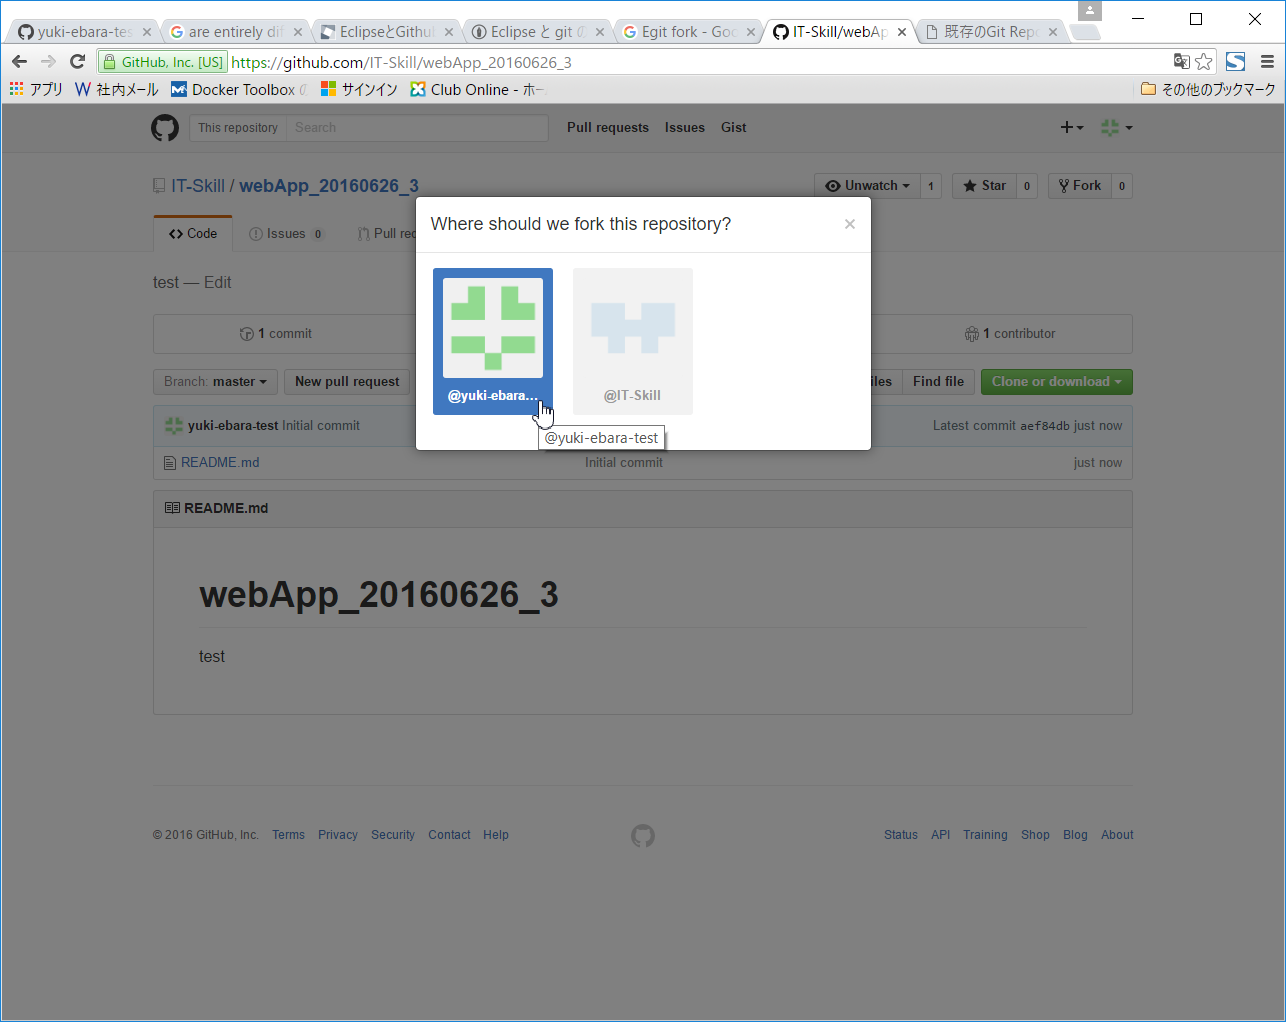 yuki-ebara-tes
are entirely dif
EclipseとGithub
Eclipse と git の
Egit fork - Goo
IT-Skill/webAp
既存のGit Repo
GitHub, Inc. [US] https://github.com/IT-Skill/webApp_20160626_3
アプリ 社内メール Docker Toolbox サインイン Club Online - ホー その他のブックマーク
This repository Search Pull requests Issues Gist
IT-Skill / webApp_20160626_3 Unwatch 1 Star 0 Fork 0
Code Issues 0 Pull req
Where should we fork this repository?
@yuki-ebara... @IT-Skill
@yuki-ebara-test
test — Edit
1 commit 1 contributor
Branch: master New pull request iles Find file Clone or download
yuki-ebara-test Initial commit Latest commit aef84db just now
README.md Initial commit just now
README.md
webApp_20160626_3
test
© 2016 GitHub, Inc. Terms Privacy Security Contact Help Status API Training Shop Blog About